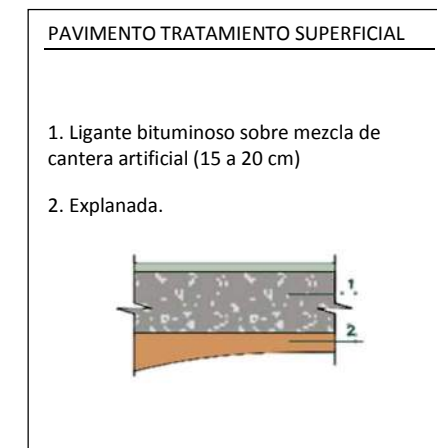 PAVIMENTO TRATAMIENTO SUPERFICIAL
1. Ligante bituminoso sobre mezcla de
cantera artificial (15 a 20 cm)
2. Explanada.
.1.
2